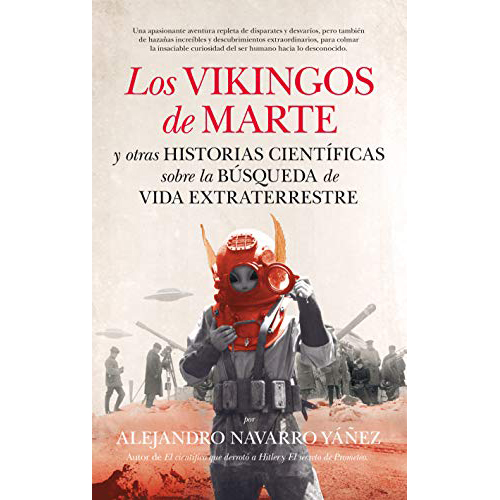 Una apasionante aventura repleta de disparates y desvaríos, pero también
de hazañas increíbles y descubrimientos extraordinarios, para colmar
la insaciable curiosidad del ser humano hacia lo desconocido.
Los VIKINGOS
de MARTE
y otras HISTORIAS CIENTÍFICAS
sobre la BÚSQUEDA de
VIDA EXTRATERRESTRE
por
ALEJANDRO NAVARRO YÁÑEZ
Autor de El científico que derrotó a Hitler y El secreto de Prometeo.